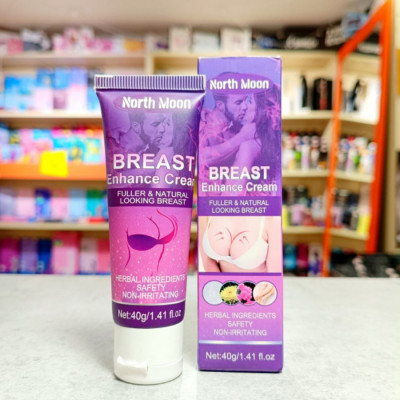 North Moon
BREAST
Enhance Cream
FULLER & NATURAL
LOOKING BREAST
HERBAL INGREDIENTS
SAFETY
NON-IRRITATING
Net:40g/1.41 fl.oz
North Moon
BREAST
Enhance Cream
FULLER & NATURAL
LOOKING BREAST
HERBAL INGREDIENTS
SAFETY
NON-IRRITATING
Net:40g/1.41 fl.oz